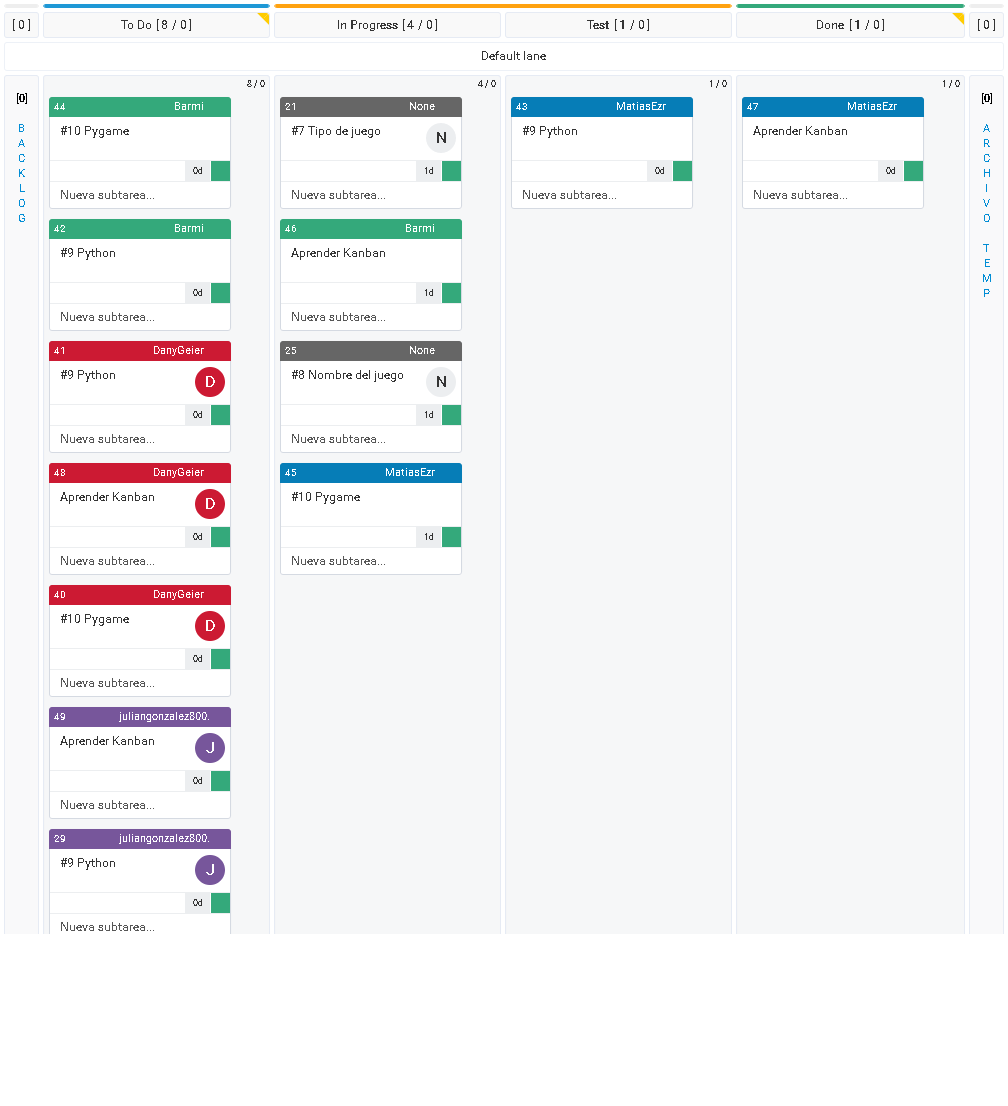 [ 0 ]
To Do [ 8 / 0 ]
In Progress [ 4 / 0 ]
Test [ 1 / 0 ]
Done [ 1 / 0 ]
[ 0 ]
Default lane
[0]
BACKLOG
8 / 0
44 Barmi
#10 Pygame
0d
Nueva subtarea...
42 Barmi
#9 Python
0d
Nueva subtarea...
41 DanyGeier
#9 Python
D
0d
Nueva subtarea...
48 DanyGeier
Aprender Kanban
D
0d
Nueva subtarea...
40 DanyGeier
#10 Pygame
D
0d
Nueva subtarea...
49 juliangonzalez800.
Aprender Kanban
J
0d
Nueva subtarea...
29 juliangonzalez800.
#9 Python
J
0d
Nueva subtarea...
4 / 0
21 None
#7 Tipo de juego
N
1d
Nueva subtarea...
46 Barmi
Aprender Kanban
1d
Nueva subtarea...
25 None
#8 Nombre del juego
N
1d
Nueva subtarea...
45 MatiasEzr
#10 Pygame
1d
Nueva subtarea...
1 / 0
43 MatiasEzr
#9 Python
0d
Nueva subtarea...
1 / 0
47 MatiasEzr
Aprender Kanban
0d
Nueva subtarea...
[0]
ARCHIVO TEMP